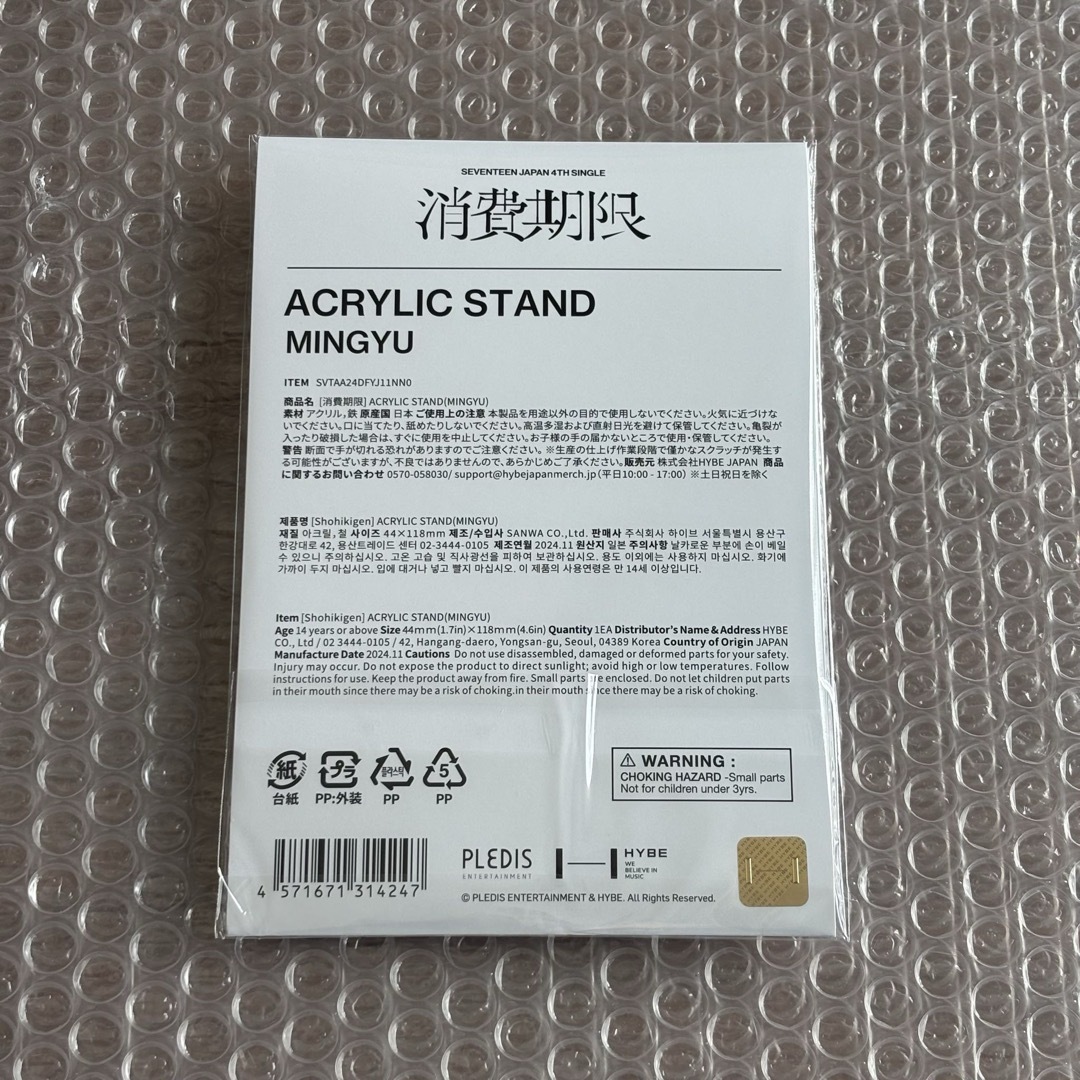 SEVENTEEN JAPAN 4TH SINGLE
消費期限
ACRYLIC STAND
MINGYU
ITEM SVTAA24DFYJ11NN0
商品名 [消費期限] ACRYLIC STAND(MINGYU)
素材 アクリル,鉄 原産国 日本 ご使用上の注意 本製品を用途以外の目的で使用しないでください。火気に近づけな
いでください。口に当てたり、舐めたりしないでください。高温多湿および直射日光を避けて保管してください。亀裂が
入ったり破損した場合は、すぐに使用を中止してください。お子様の手の届かないところで使用・保管してください。
警告 断面で手が切れる恐れがありますのでご注意ください。 ※生産の仕上げ作業段階で僅かなスクラッチが発生す
る可能性がございますが、不良ではありませんので、あらかじめご了承ください。販売元 株式会社HYBE JAPAN 商品
に関するお問い合わせ 0570-058030/ support@hybejapanmerch.jp（平日10:00 - 17:00） ※土日祝日を除く
제품명 [Shohikigen] ACRYLIC STAND(MINGYU)
재질 아크릴, 철 사이즈 44×118mm 제조/수입사 SANWA CO.,Ltd. 판매사 주식회사 하이브 서울특별시 용산구
한강대로 42, 용산트레이드 센터 02-3444-0105 제조연월 2024.11 원산지 일본 주의사항 날카로운 부분에 손이 베일
수 있으니 주의하십시오. 고온 고습 및 직사광선을 피하여 보관하십시오. 용도 이외에는 사용하지 마십시오. 화기에
가까이 두지 마십시오. 입에 대거나 넣고 빨지 마십시오. 이 제품의 사용연령은 만 14세 이상입니다.
Item [Shohikigen] ACRYLIC STAND(MINGYU)
Age 14 years or above Size 44mm(1.7in)×118mm(4.6in) Quantity 1EA Distributor's Name & Address HYBE
CO., Ltd / 02 3444-0105 / 42, Hangang-daero, Yongsan-gu, Seoul, 04389 Korea Country of Origin JAPAN
Manufacture Date 2024.11 Cautions Do not use disassembled, damaged or deformed parts for your safety.
Injury may occur. Do not expose the product to direct sunlight; avoid high or low temperatures. Follow
instructions for use. Keep the product away from fire. Small parts are enclosed. Do not let children put parts
in their mouth since there may be a risk of choking.in their mouth since there may be a risk of choking.
紙 プラ 플라스틱 5
台紙 PP:外装 PP PP
WARNING :
CHOKING HAZARD -Small parts
Not for children under 3yrs.
4 571671 314247
PLEDIS
ENTERTAINMENT
HYBE
WE
BELIEVE IN
MUSIC
© PLEDIS ENTERTAINMENT & HYBE. All Rights Reserved.